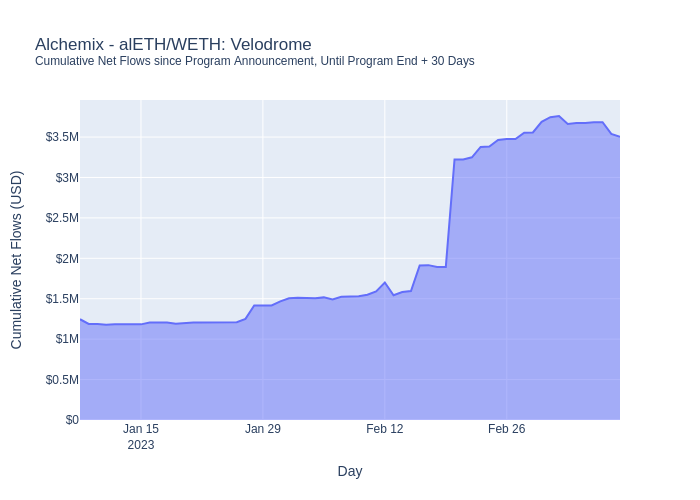 Alchemix - alETH/WETH: Velodrome
Cumulative Net Flows since Program Announcement, Until Program End + 30 Days
Cumulative Net Flows (USD)
$3.5M
$3M
$2.5M
$2M
$1.5M
$1M
$0.5M
$0
Jan 15
2023
Jan 29
Feb 12
Feb 26
Day